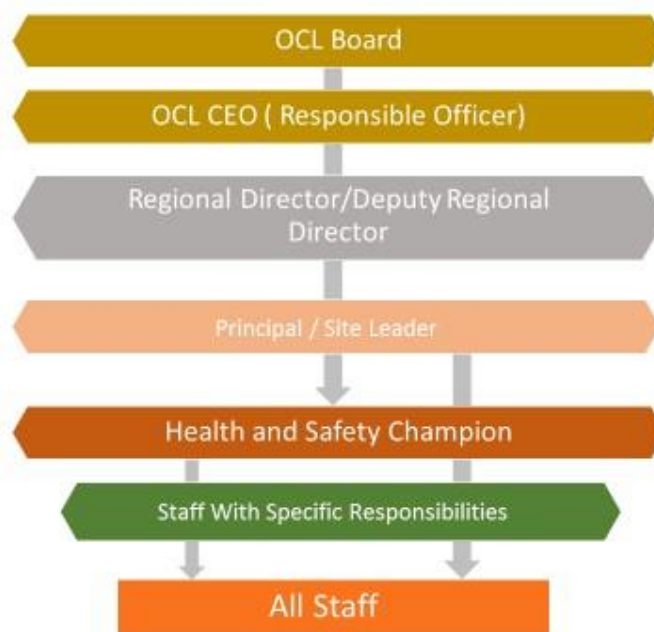 OCL Board
OCL CEO ( Responsible Officer)
Regional Director/Deputy Regional
Director
Principal / Site Leader
Health and Safety Champion
Staff With Specific Responsibilities
All Staff